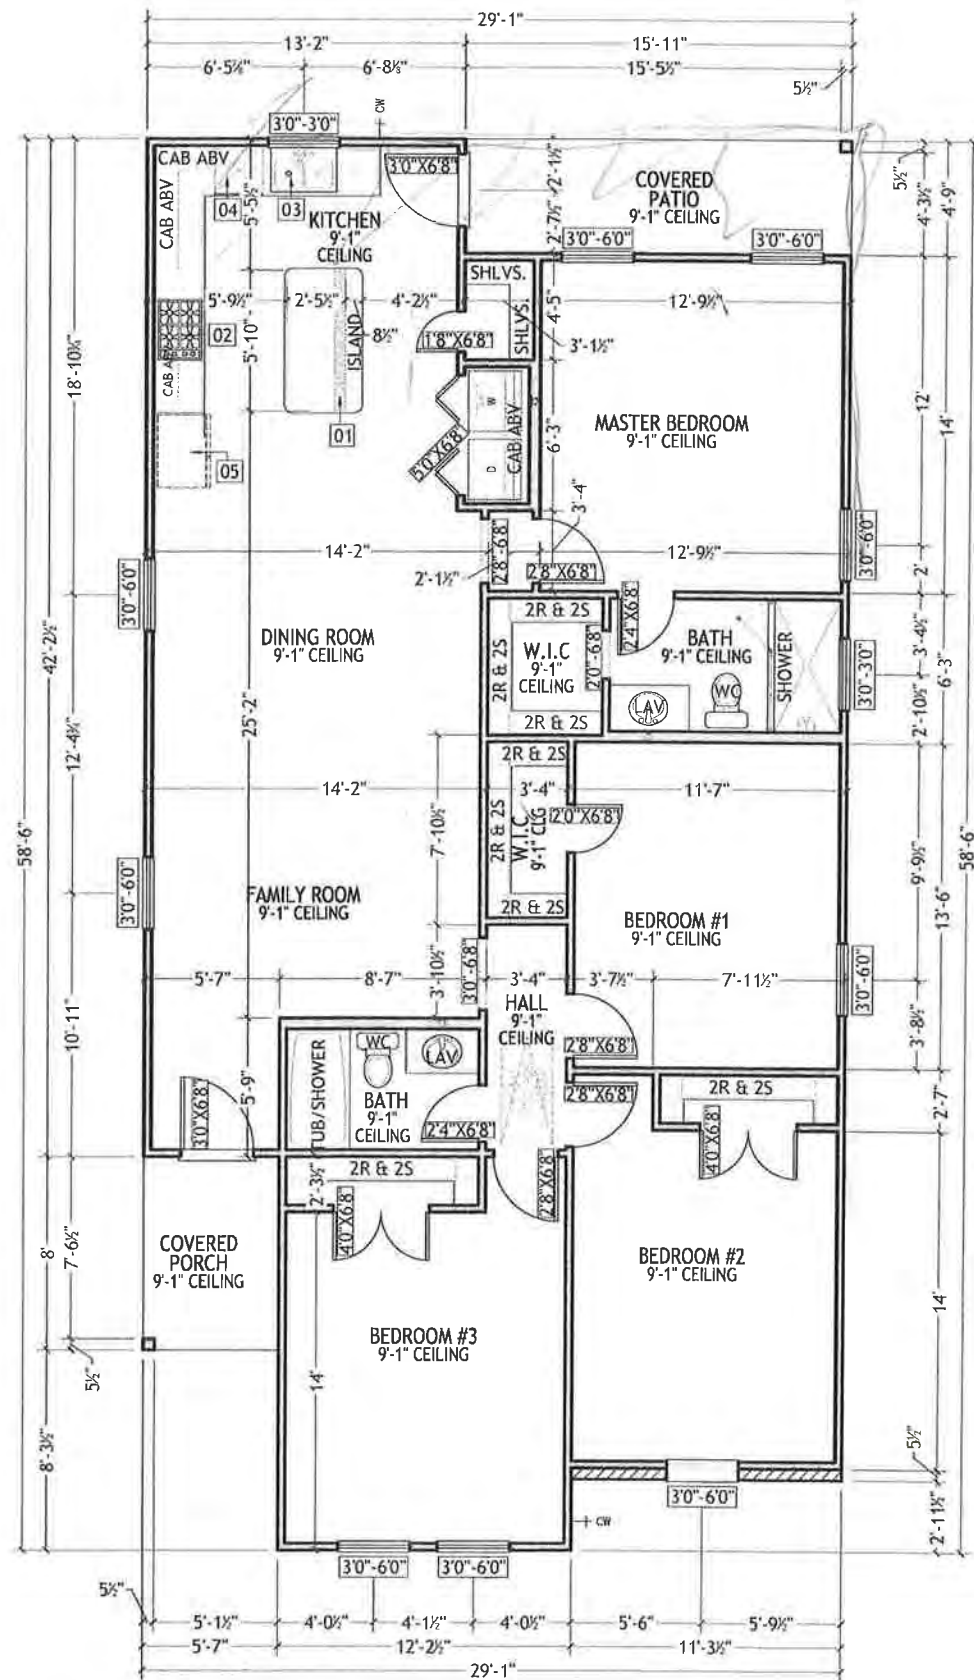 29'-1"
13'-2" 15'-11"
6'-5⅞" 6'-8⅛" 15'-5½"
5½"
CW
3'0"-3'0"
CAB ABV
CAB ABV
04
03
5'-5½"
KITCHEN
9'-1"
CEILING
3'0"X6'8"
2'-1½"
2'-7½"
COVERED
PATIO
9'-1" CEILING
3'0"-6'0"
3'0"-6'0"
5½"
4'-3½"
4'-9"
SHLVS.
SHLVS.
4'-5"
5'-9½" 2'-5½" 4'-2½"
12'-9½"
8½"
ISLAND
5'-10"
02
1'8"X6'8"
3'-1½"
CAB AB
18'-10¾"
12'
14'
W
D
CAB ABV
6'-3"
01
05
5'0"X6'8"
MASTER BEDROOM
9'-1" CEILING
3'-4"
14'-2"
2'8"-6'8"
2'-1½"
12'-9½"
2'8"X6'8"
3'0"-6'0"
2'
3'0"-6'0"
42'-2½"
58'-6"
58'-6"
DINING ROOM
9'-1" CEILING
2R & 2S
2R & 2S
W.I.C
9'-1"
CEILING
2R & 2S
2'0"-6'8"
2'4"X6'8"
BATH
9'-1" CEILING
SHOWER
LAV
WC
3'0"-3'0"
3'-4½"
2'-10½"
6'-3"
25'-2"
12'-4¾"
14'-2"
7'-10½"
2R & 2S
3'-4"
2R & 2S
W.I.C
9'-1" CLG
2R & 2S
2'0"X6'8"
11'-7"
BEDROOM #1
9'-1" CEILING
9'-9½"
13'-6"
3'0"-6'0"
FAMILY ROOM
9'-1" CEILING
5'-7" 8'-7"
3'-10½"
3'0"-6'8"
3'-4" 3'-7½" 7'-11½"
3'0"-6'0"
3'-8½"
HALL
9'-1"
CEILING
10'-11"
5'-9"
3'0"X6'8"
TUB/SHOWER
WC
LAV
BATH
9'-1"
CEILING
2'4"X6'8"
2'8"X6'8"
2'8"X6'8"
2R & 2S
4'0"X6'8"
2'-7"
2'-3½"
2R & 2S
4'0"X6'8"
2'8"X6'8"
8'
7'-6½"
COVERED
PORCH
9'-1" CEILING
5½"
BEDROOM #2
9'-1" CEILING
14'
BEDROOM #3
9'-1" CEILING
14'
8'-3½"
5½"
3'0"-6'0"
CW
2'-11½"
3'0"-6'0"
3'0"-6'0"
5½"
5'-1½" 4'-0½" 4'-1½" 4'-0½" 5'-6" 5'-9½"
5'-7" 12'-2½" 11'-3½"
29'-1"